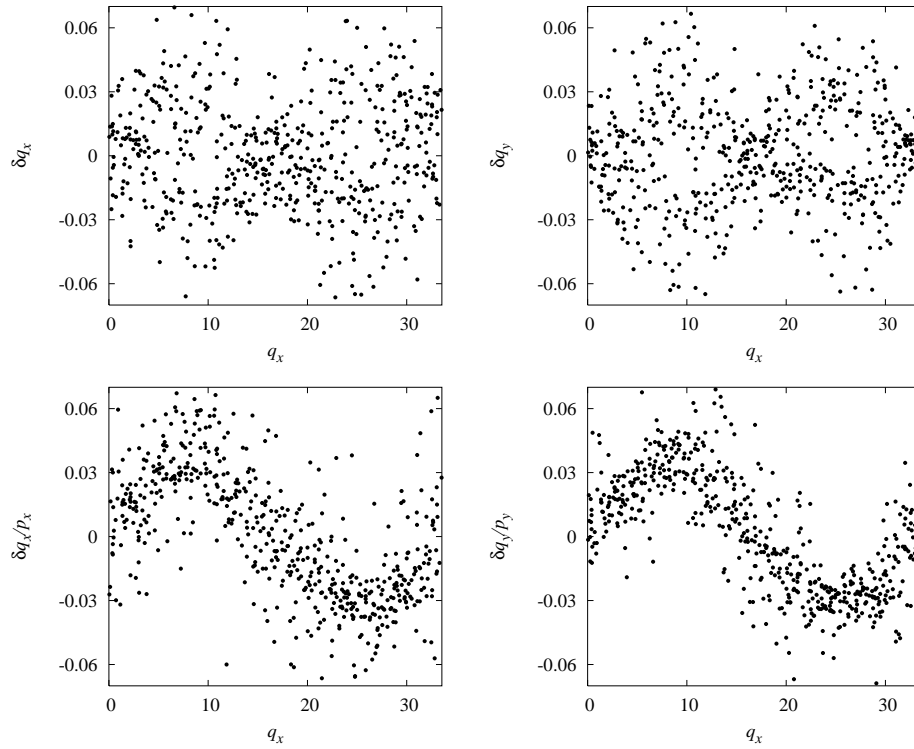 0.06 0.06
0.03 0.03
δq_x 0 δq_y 0
-0.03 -0.03
-0.06 -0.06
0 10 20 30 0 10 20 30
q_x q_x
0.06 0.06
0.03 0.03
δq_x/p_x 0 δq_y/p_y 0
-0.03 -0.03
-0.06 -0.06
0 10 20 30 0 10 20 30
q_x q_x